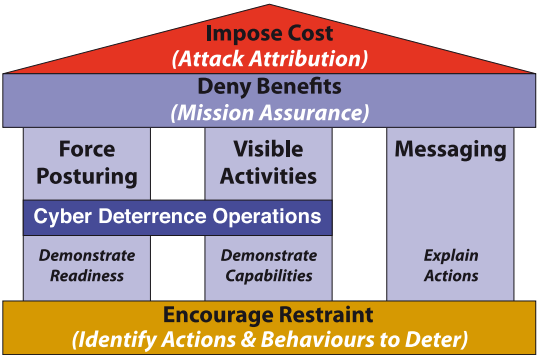 Impose Cost
(Attack Attribution)
Deny Benefits
(Mission Assurance)
Force
Posturing
Visible
Activities
Messaging
Cyber Deterrence Operations
Demonstrate
Readiness
Demonstrate
Capabilities
Explain
Actions
Encourage Restraint
(Identify Actions & Behaviours to Deter)